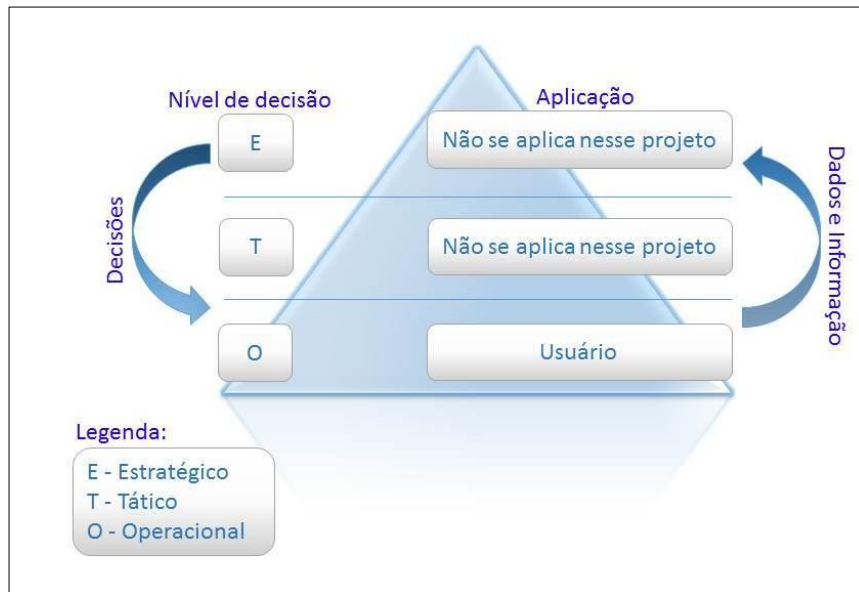 Nível de decisão
Aplicação
E
Não se aplica nesse projeto
Decisões
Dados e Informação
T
Não se aplica nesse projeto
O
Usuário
Legenda:
E - Estratégico
T - Tático
O - Operacional